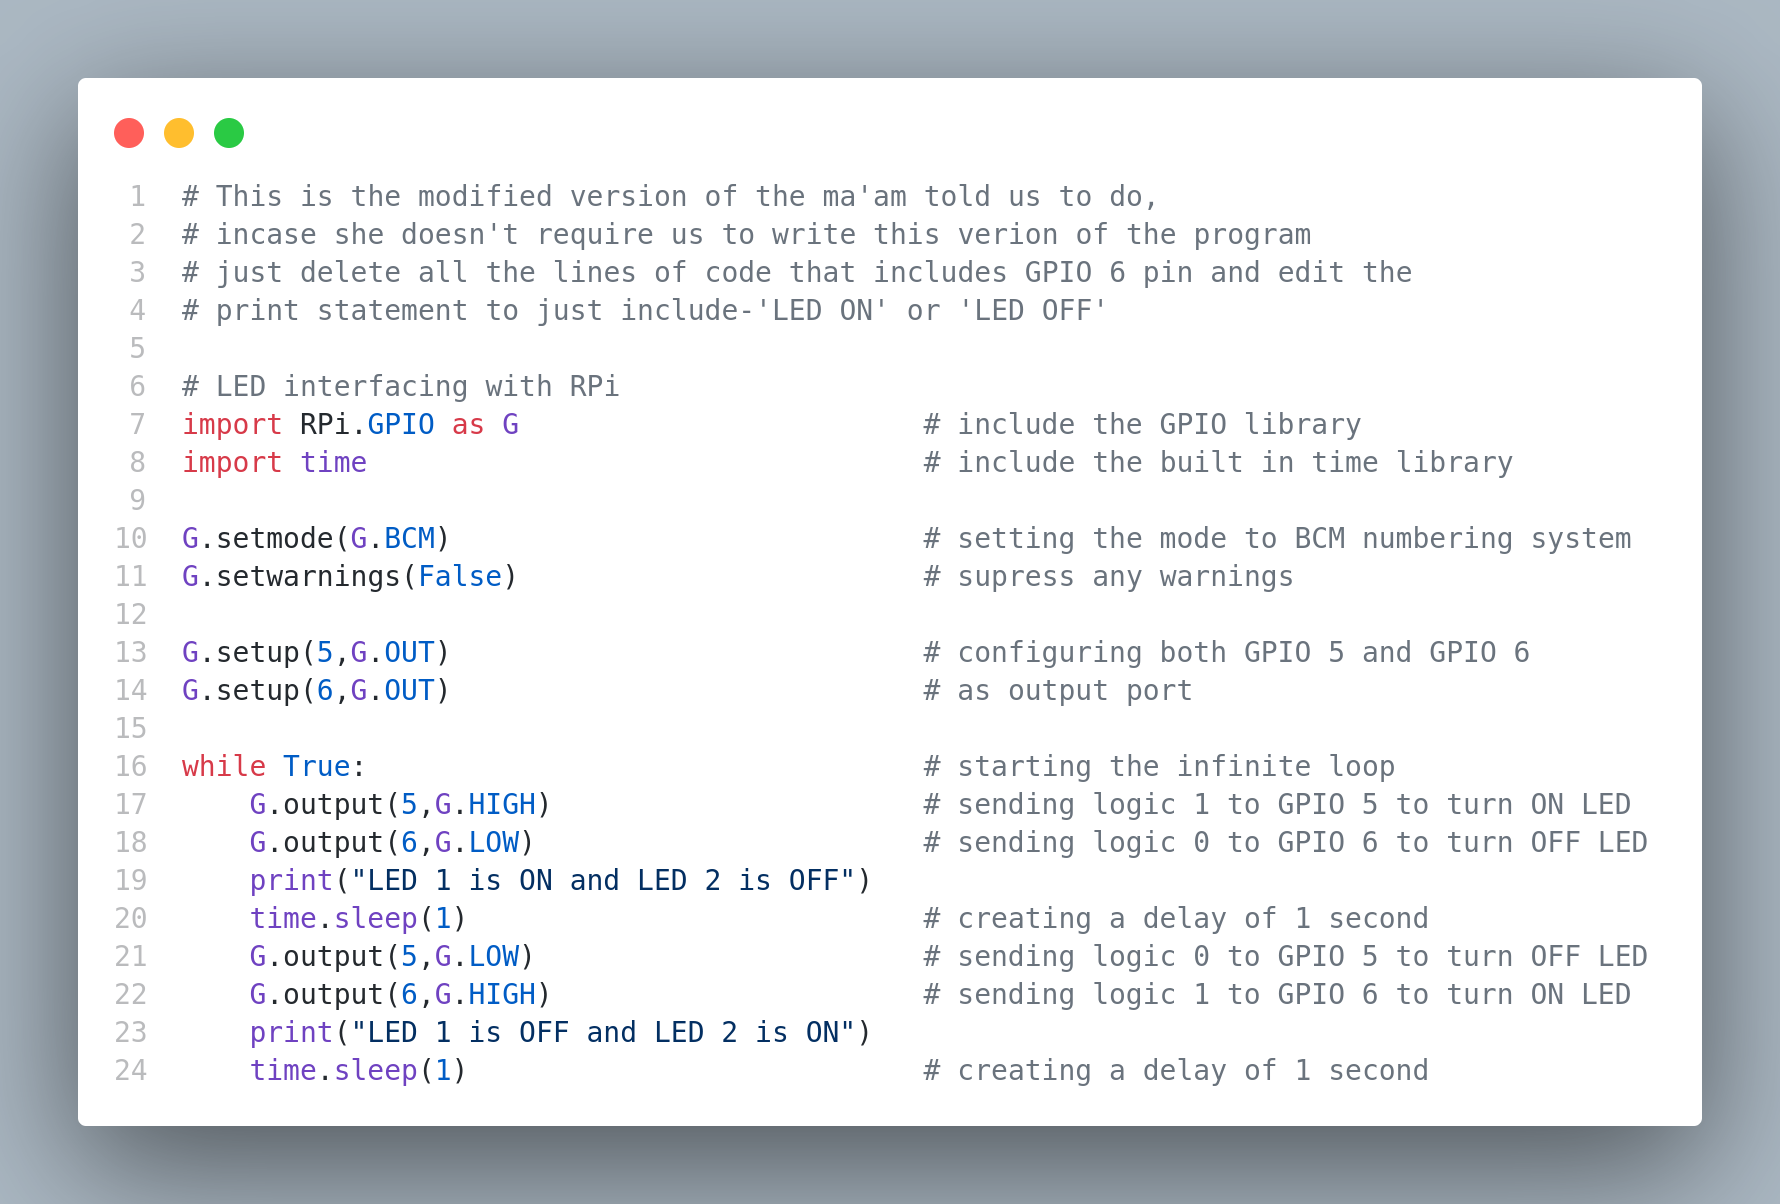 1 # This is the modified version of the ma'am told us to do,
2 # incase she doesn't require us to write this verion of the program
3 # just delete all the lines of code that includes GPIO 6 pin and edit the
4 # print statement to just include-'LED ON' or 'LED OFF'
5
6 # LED interfacing with RPi
7 import RPi.GPIO as G                        # include the GPIO library
8 import time                                 # include the built in time library
9
10 G.setmode(G.BCM)                            # setting the mode to BCM numbering system
11 G.setwarnings(False)                        # supress any warnings
12
13 G.setup(5,G.OUT)                            # configuring both GPIO 5 and GPIO 6
14 G.setup(6,G.OUT)                            # as output port
15
16 while True:                                 # starting the infinite loop
17     G.output(5,G.HIGH)                      # sending logic 1 to GPIO 5 to turn ON LED
18     G.output(6,G.LOW)                       # sending logic 0 to GPIO 6 to turn OFF LED
19     print("LED 1 is ON and LED 2 is OFF")
20     time.sleep(1)                           # creating a delay of 1 second
21     G.output(5,G.LOW)                       # sending logic 0 to GPIO 5 to turn OFF LED
22     G.output(6,G.HIGH)                      # sending logic 1 to GPIO 6 to turn ON LED
23     print("LED 1 is OFF and LED 2 is ON")
24     time.sleep(1)                           # creating a delay of 1 second